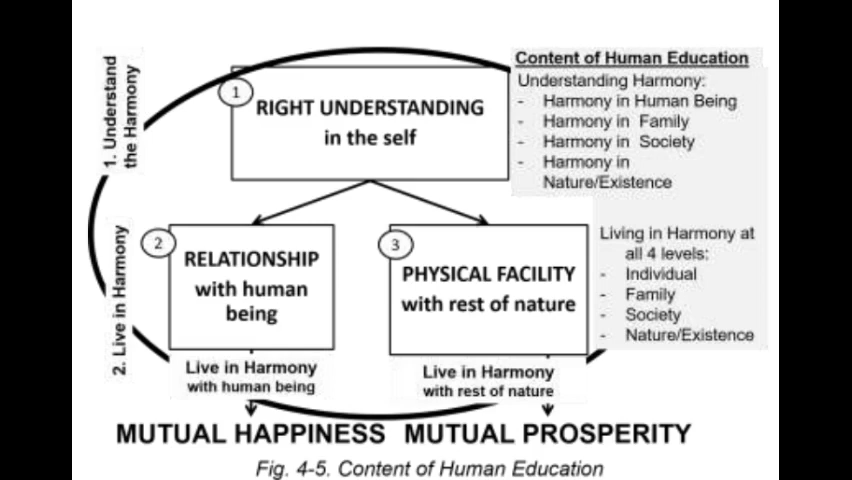 1. Understand
the Harmony
2. Live in Harmony
1
RIGHT UNDERSTANDING
in the self
2
RELATIONSHIP
with human
being
Live in Harmony
with human being
MUTUAL HAPPINESS
3
PHYSICAL FACILITY
with rest of nature
Live in Harmony
with rest of nature
MUTUAL PROSPERITY
Content of Human Education
Understanding Harmony:
- Harmony in Human Being
- Harmony in Family
- Harmony in Society
- Harmony in
Nature/Existence
Living in Harmony at
all 4 levels:
- Individual
- Family
- Society
- Nature/Existence
Fig. 4-5. Content of Human Education